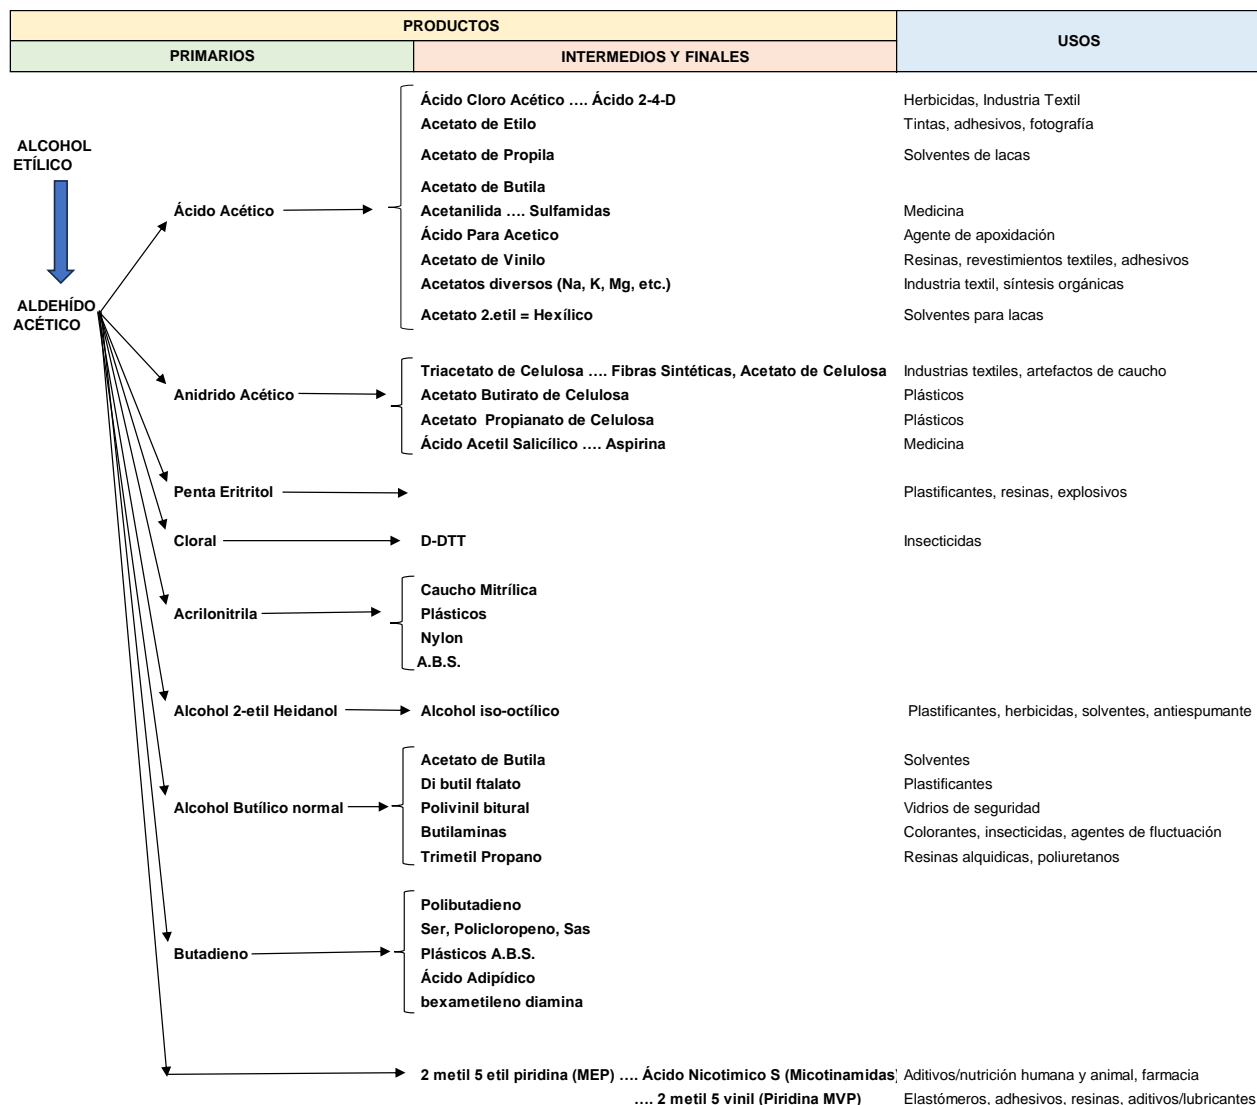 PRODUCTOS
USOS
PRIMARIOS
INTERMEDIOS Y FINALES
ALCOHOL
ETÍLICO
ALDEHÍDO
ACÉTICO
Ácido Acético
Ácido Cloro Acético .... Ácido 2-4-D Herbicidas, Industria Textil
Acetato de Etilo Tintas, adhesivos, fotografía
Acetato de Propila Solventes de lacas
Acetato de Butila
Acetanilida .... Sulfamidas Medicina
Ácido Para Acetico Agente de apoxidación
Acetato de Vinilo Resinas, revestimientos textiles, adhesivos
Acetatos diversos (Na, K, Mg, etc.) Industria textil, síntesis orgánicas
Acetato 2.etil = Hexílico Solventes para lacas
Anidrido Acético
Triacetato de Celulosa .... Fibras Sintéticas, Acetato de Celulosa Industrias textiles, artefactos de caucho
Acetato Butirato de Celulosa Plásticos
Acetato Propianato de Celulosa Plásticos
Ácido Acetil Salicílico .... Aspirina Medicina
Penta Eritritol Plastificantes, resinas, explosivos
Cloral D-DTT Insecticidas
Acrilonitrila
Caucho Mitrílica
Plásticos
Nylon
A.B.S.
Alcohol 2-etil Heidanol Alcohol iso-octílico Plastificantes, herbicidas, solventes, antiespumante
Alcohol Butílico normal
Acetato de Butila Solventes
Di butil ftalato Plastificantes
Polivinil bitural Vidrios de seguridad
Butilaminas Colorantes, insecticidas, agentes de fluctuación
Trimetil Propano Resinas alquidicas, poliuretanos
Butadieno
Polibutadieno
Ser, Policloropeno, Sas
Plásticos A.B.S.
Ácido Adipídico
bexametileno diamina
2 metil 5 etil piridina (MEP) .... Ácido Nicotimico S (Micotinamidas) Aditivos/nutrición humana y animal, farmacia
.... 2 metil 5 vinil (Piridina MVP) Elastómeros, adhesivos, resinas, aditivos/lubricantes